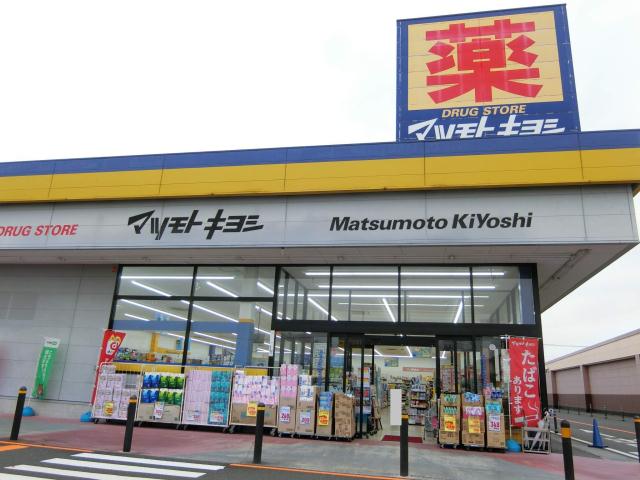 薬
DRUG STORE
マツモトキヨシ
DRUG STORE
マツモトキヨシ
Matsumoto KiYoshi
たばこ
あります